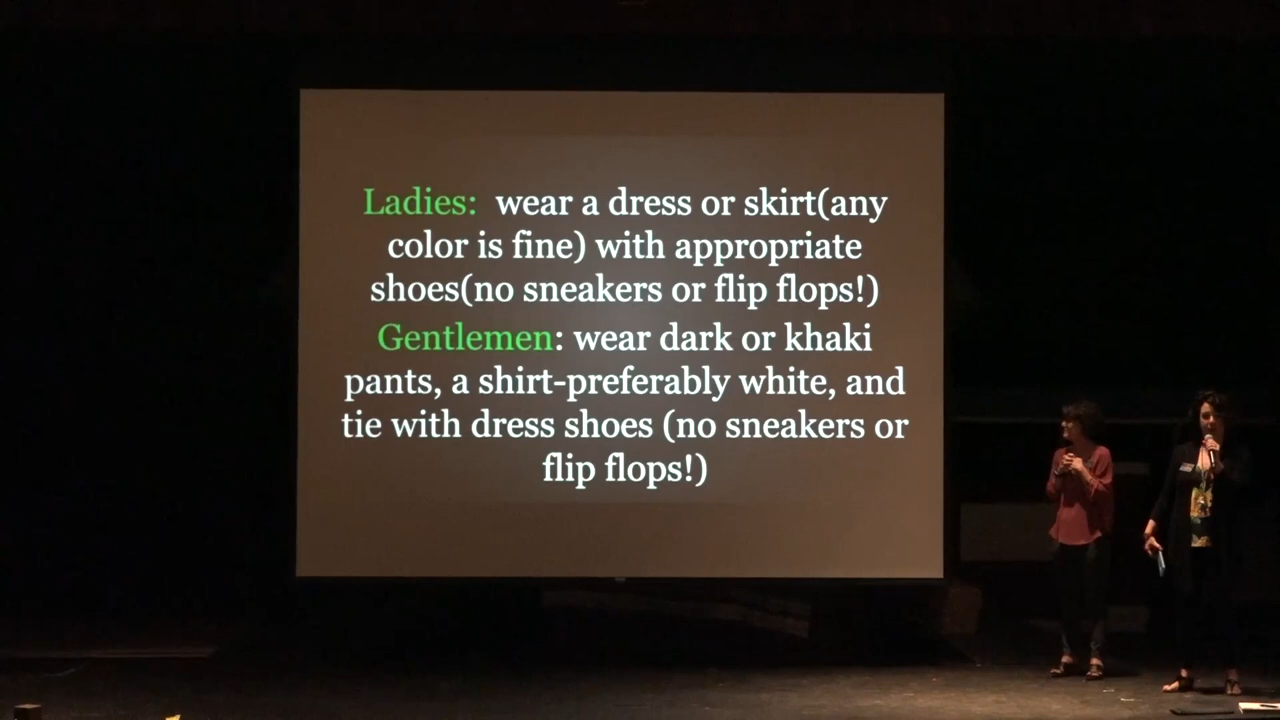 Ladies:  wear a dress or skirt(any
color is fine) with appropriate
shoes(no sneakers or flip flops!)
Gentlemen: wear dark or khaki
pants, a shirt-preferably white, and
tie with dress shoes (no sneakers or
flip flops!)